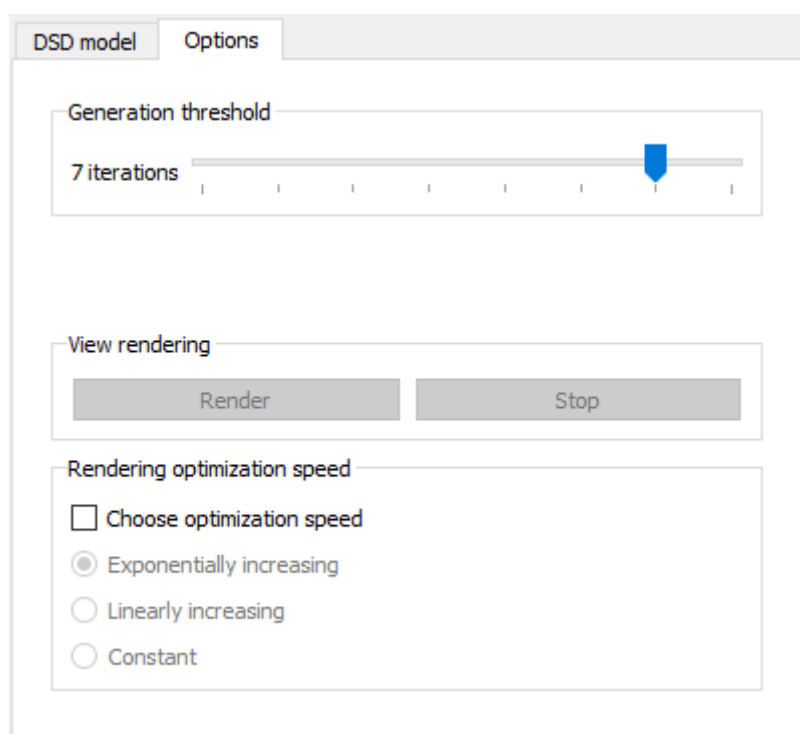 DSD model Options
Generation threshold
7 iterations
View rendering
Render Stop
Rendering optimization speed
Choose optimization speed
Exponentially increasing
Linearly increasing
Constant